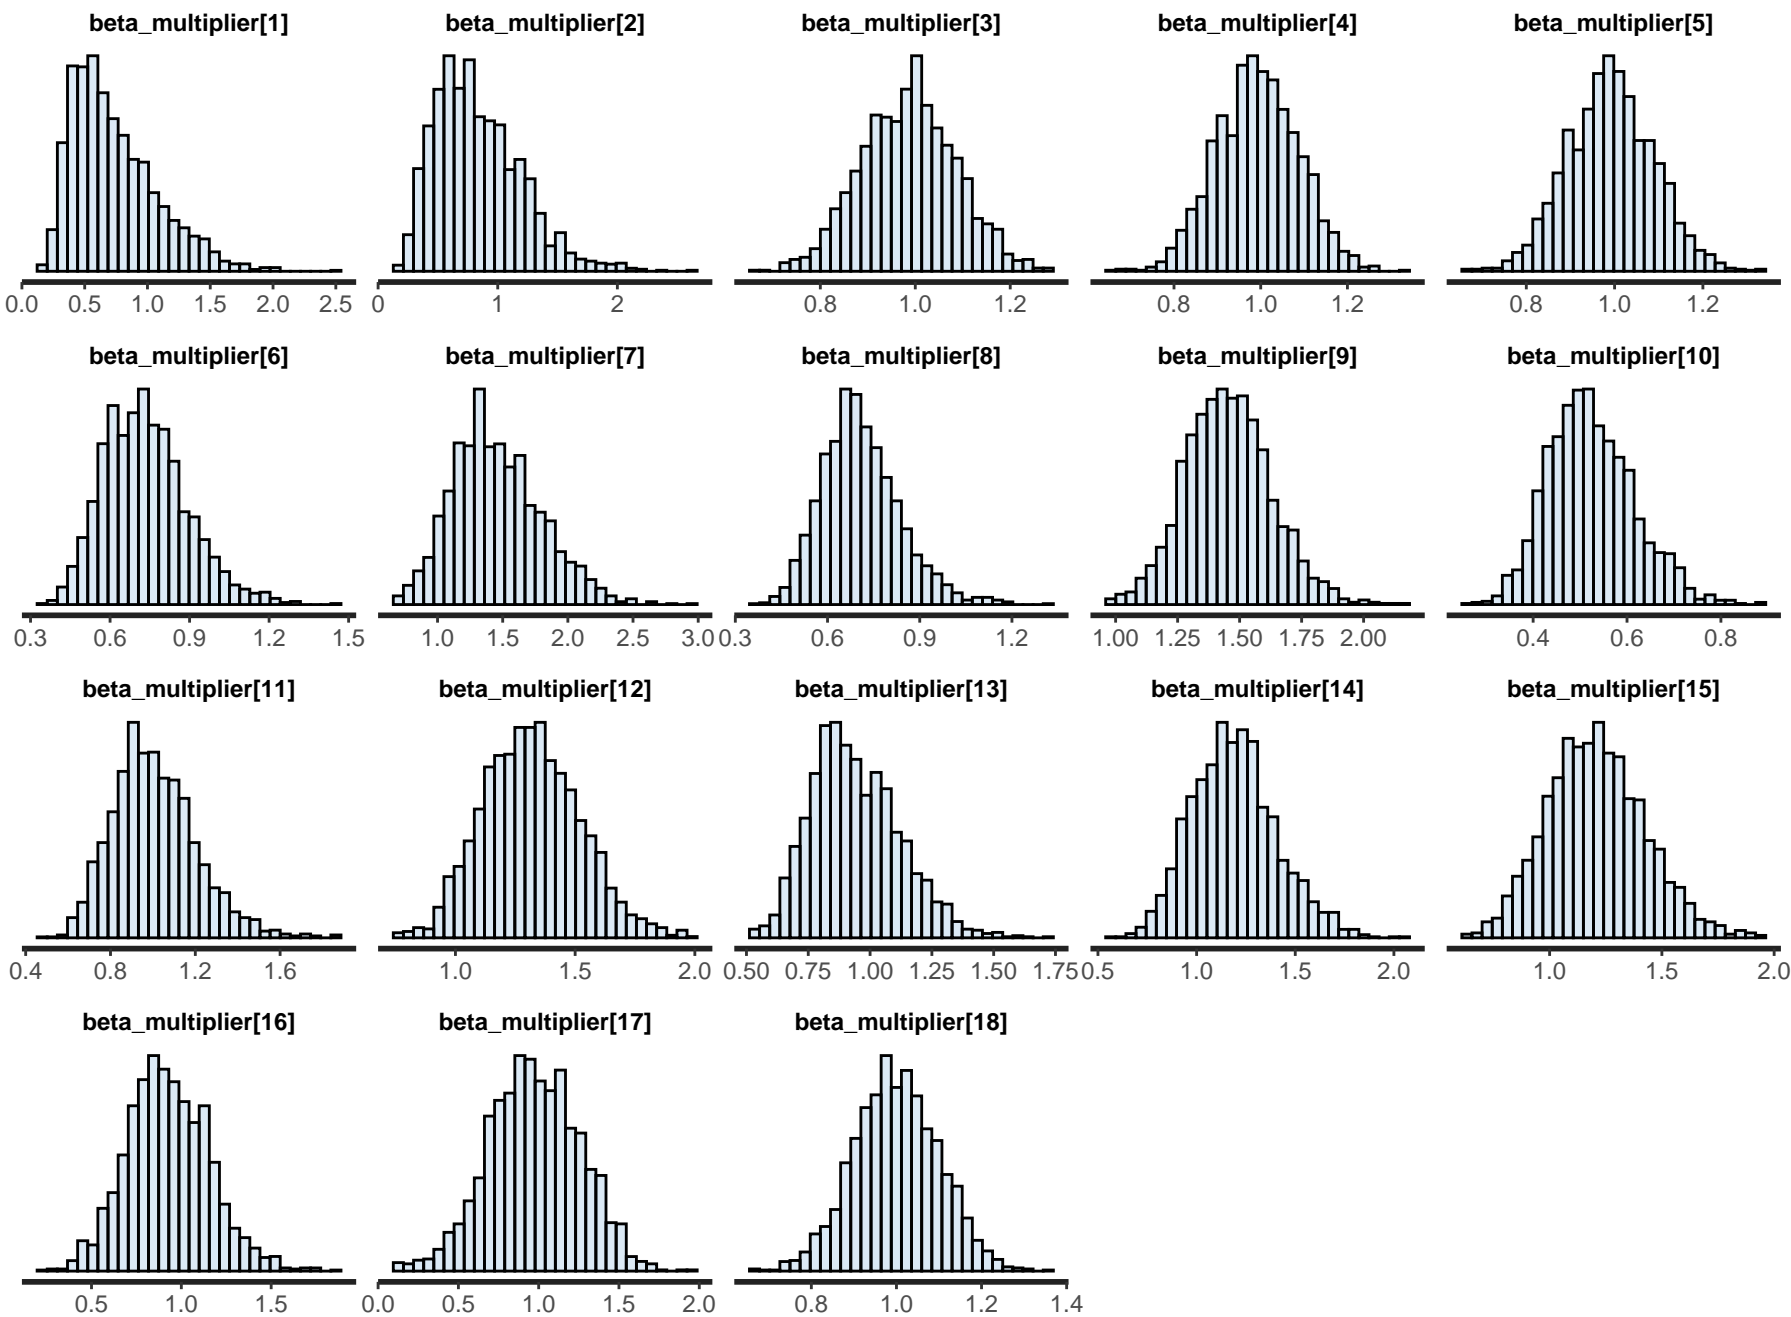 beta_multiplier[1] beta_multiplier[2] beta_multiplier[3] beta_multiplier[4] beta_multiplier[5]
0.0 0.5 1.0 1.5 2.0 2.5 0 1 2 0.8 1.0 1.2 0.8 1.0 1.2 0.8 1.0 1.2
beta_multiplier[6] beta_multiplier[7] beta_multiplier[8] beta_multiplier[9] beta_multiplier[10]
0.3 0.6 0.9 1.2 1.5 1.0 1.5 2.0 2.5 3.0 0.3 0.6 0.9 1.2 1.00 1.25 1.50 1.75 2.00 0.4 0.6 0.8
beta_multiplier[11] beta_multiplier[12] beta_multiplier[13] beta_multiplier[14] beta_multiplier[15]
0.4 0.8 1.2 1.6 1.0 1.5 2.0 0.50 0.75 1.00 1.25 1.50 1.75 0.5 1.0 1.5 2.0 1.0 1.5 2.0
beta_multiplier[16] beta_multiplier[17] beta_multiplier[18]
0.5 1.0 1.5 0.0 0.5 1.0 1.5 2.0 0.8 1.0 1.2 1.4